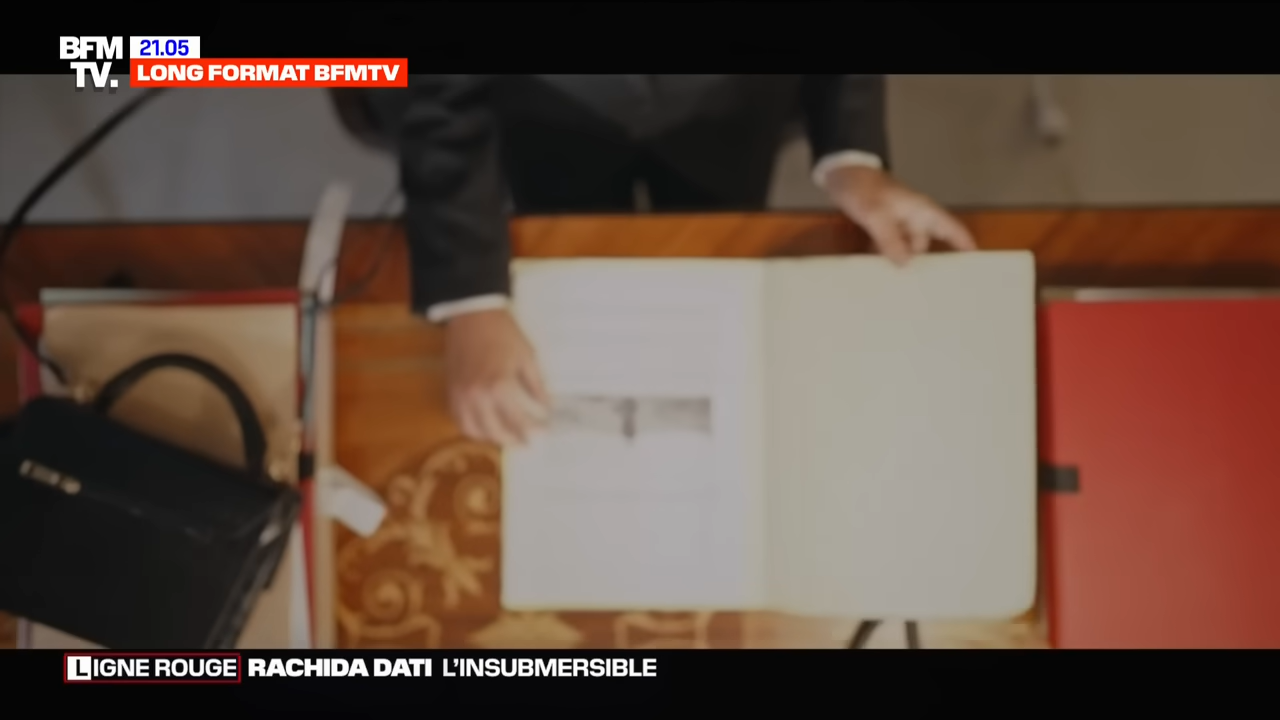 BFM
TV.
21.05
LONG FORMAT BFMTV
LIGNE ROUGE RACHIDA DATI L'INSUBMERSIBLE